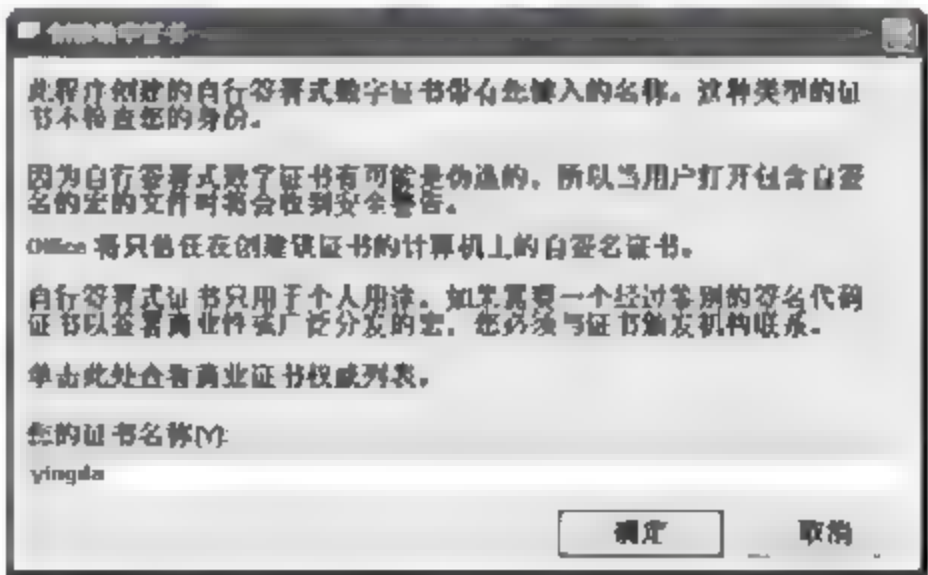 创建数字证书
此程序创建的自行签署式数字证书带有您键入的名称。这种类型的证
书不检查您的身份。
因为自行签署式数字证书有可能是伪造的，所以当用户打开包含自签
名的宏的文件时将会收到安全警告。
Office 将只信任在创建该证书的计算机上的自签名证书。
自行签署式证书只用于个人用途。如果需要一个经过鉴别的签名代码
证书以签署商业性或广泛分发的宏，您必须与证书颁发机构联系。
单击此处查看商业证书权威列表。
您的证书名称(Y):
yingda
确定
取消